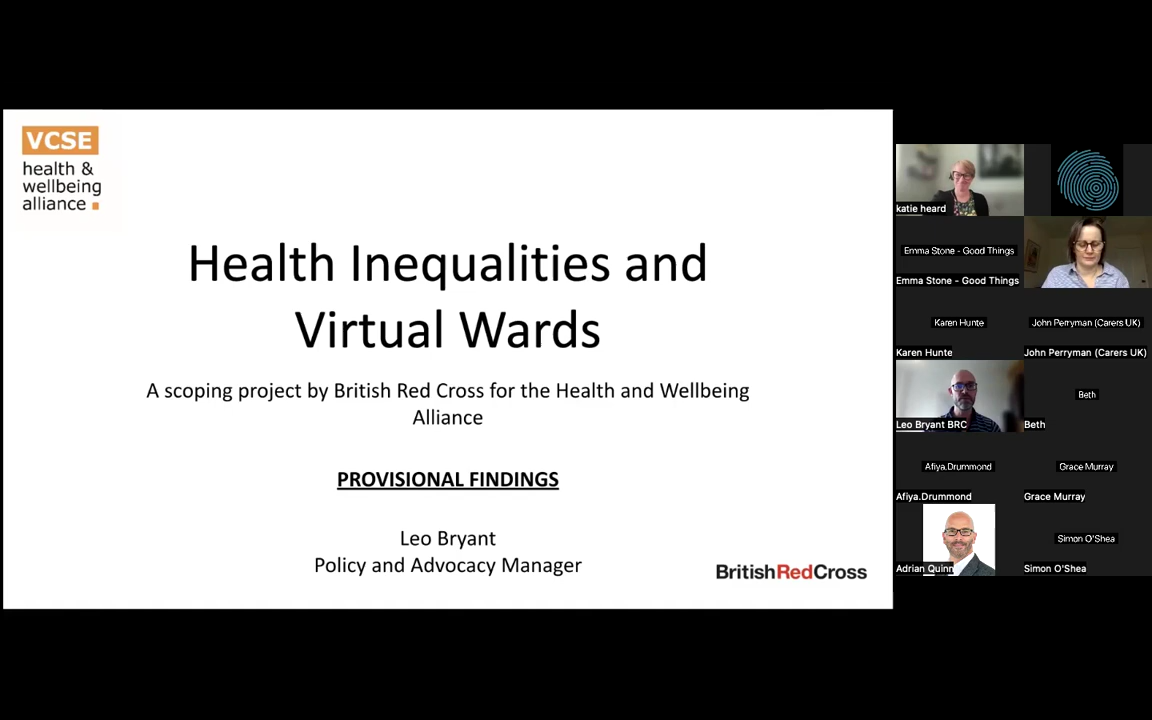 VCSE
health &
wellbeing
alliance
Health Inequalities and
Virtual Wards
A scoping project by British Red Cross for the Health and Wellbeing
Alliance
PROVISIONAL FINDINGS
Leo Bryant
Policy and Advocacy Manager
BritishRedCross
katie heard
Emma Stone - Good Things
Emma Stone - Good Things
Karen Hunte
John Perryman (Carers UK)
Karen Hunte
John Perryman (Carers UK)
Beth
Leo Bryant BRC
Beth
Afiya.Drummond
Grace Murray
Afiya.Drummond
Grace Murray
Simon O'Shea
Adrian Quinn
Simon O'Shea